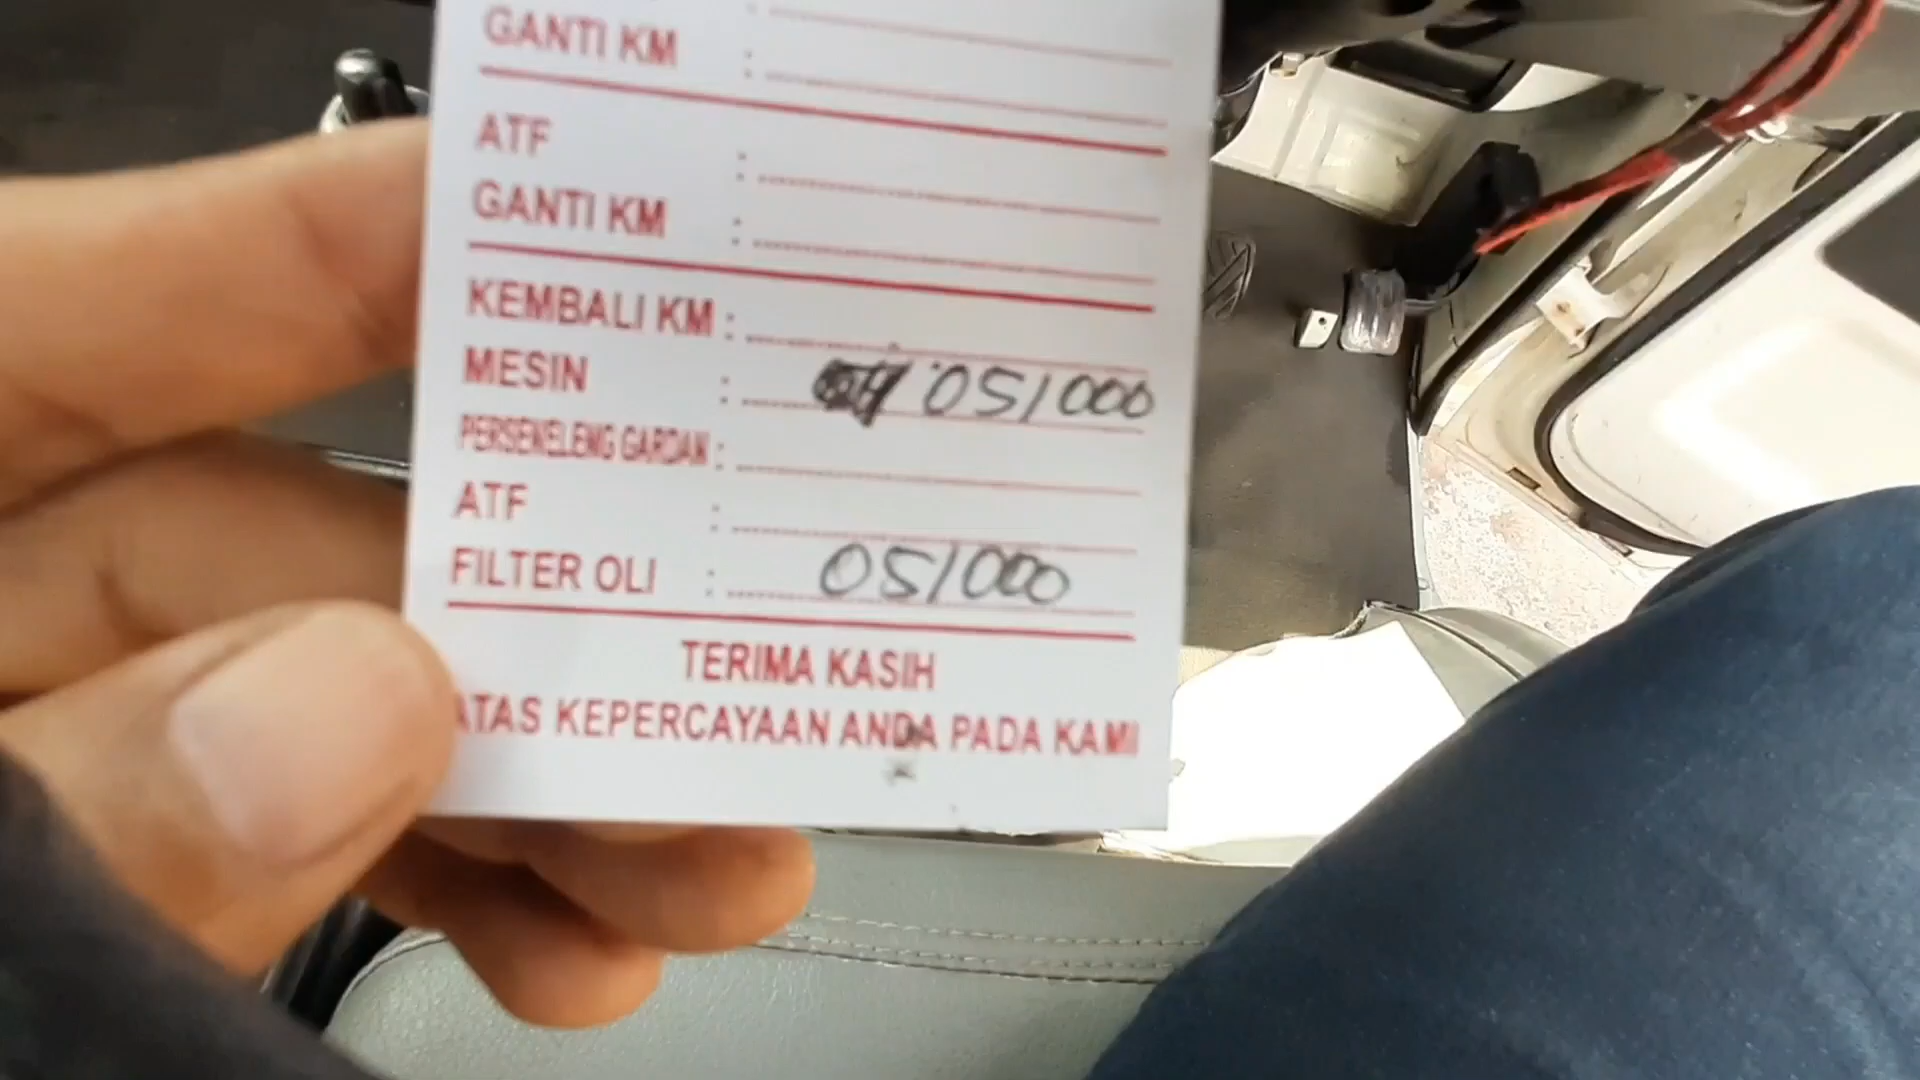 GANTI KM :
ATF :
GANTI KM :
KEMBALI KM :
MESIN : 051000
PERSENELENG GARDAN :
ATF :
FILTER OLI : 051000
TERIMA KASIH
ATAS KEPERCAYAAN ANDA PADA KAMI